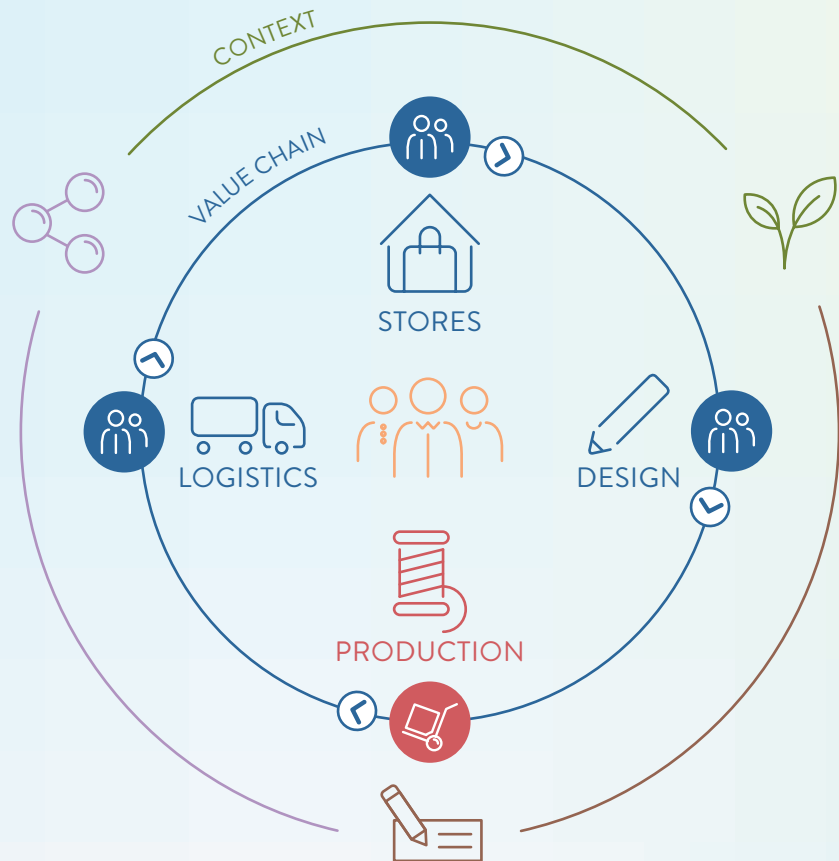 CONTEXT
VALUE CHAIN
STORES
LOGISTICS
DESIGN
PRODUCTION